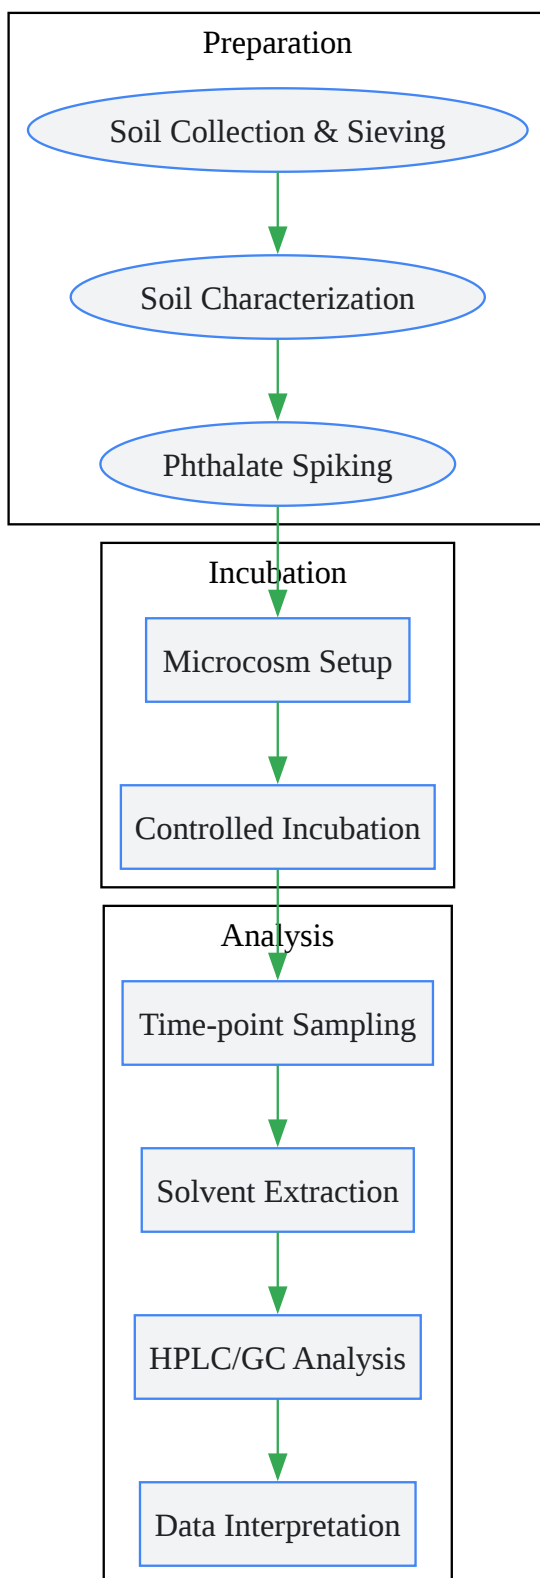 Preparation
Soil Collection & Sieving
Soil Characterization
Phthalate Spiking
Incubation
Microcosm Setup
Controlled Incubation
Analysis
Time-point Sampling
Solvent Extraction
HPLC/GC Analysis
Data Interpretation